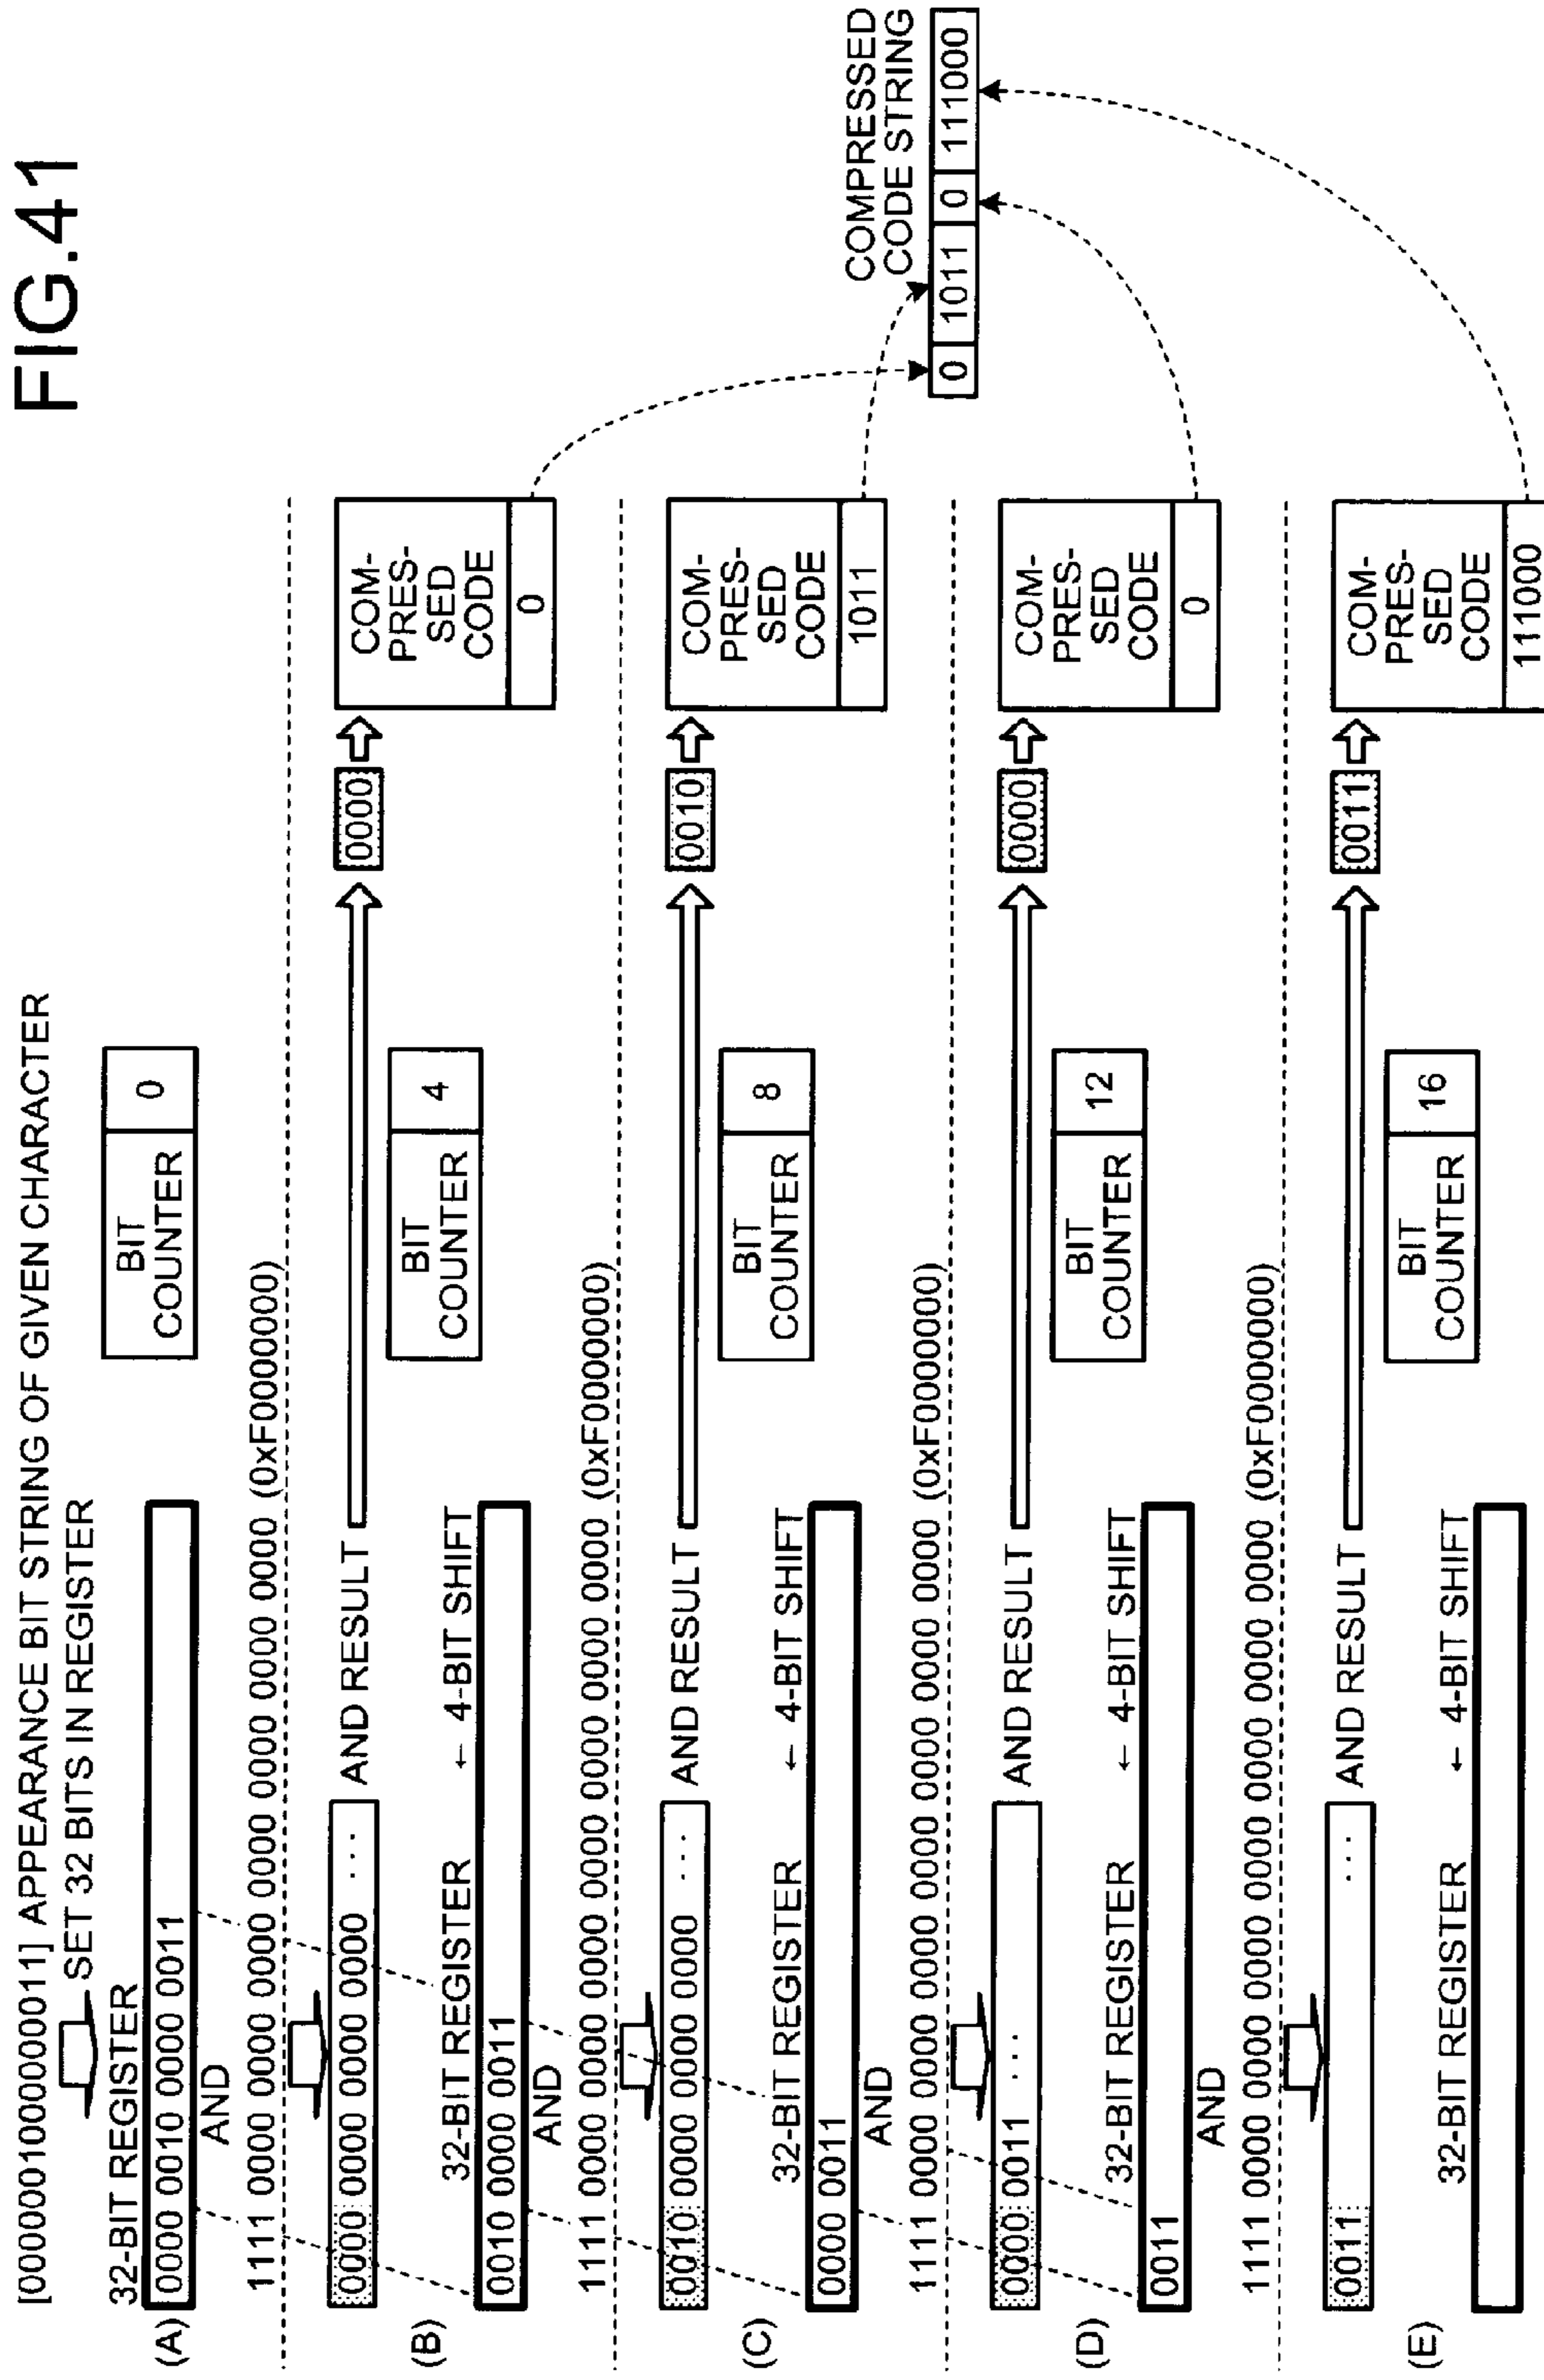 FIG.41
[0000001000000011] APPEARANCE BIT STRING OF GIVEN CHARACTER
SET 32 BITS IN REGISTER
32-BIT REGISTER
(A)
0000 0010 0000 0011
BIT
COUNTER
0
AND
1111 0000 0000 0000 0000 0000 0000 0000 (0xF0000000)
(B)
0000 0000 0000 0000 ...
AND RESULT
0000
COM-
PRES-
SED
CODE
0
32-BIT REGISTER
← 4-BIT SHIFT
0010 0000 0011
BIT
COUNTER
4
AND
1111 0000 0000 0000 0000 0000 0000 0000 (0xF0000000)
(C)
0010 0000 0000 0000 ...
AND RESULT
0010
COM-
PRES-
SED
CODE
1011
32-BIT REGISTER
← 4-BIT SHIFT
0000 0011
BIT
COUNTER
8
AND
1111 0000 0000 0000 0000 0000 0000 0000 (0xF0000000)
(D)
0000 0011 ...
AND RESULT
0000
COM-
PRES-
SED
CODE
0
32-BIT REGISTER
← 4-BIT SHIFT
0011
BIT
COUNTER
12
AND
1111 0000 0000 0000 0000 0000 0000 0000 (0xF0000000)
(E)
0011 ...
AND RESULT
0011
COM-
PRES-
SED
CODE
111000
32-BIT REGISTER
← 4-BIT SHIFT
BIT
COUNTER
16
COMPRESSED
CODE STRING
0 1011 0 111000